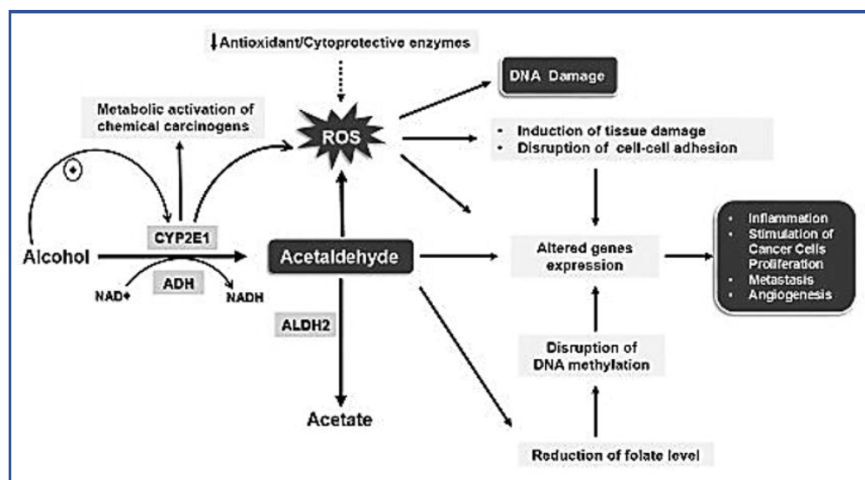 ↓Antioxidant/Cytoprotective enzymes
DNA Damage
Metabolic activation of
chemical carcinogens
ROS
• Induction of tissue damage
• Disruption of cell-cell adhesion
+
CYP2E1
Alcohol
Acetaldehyde
ADH
NAD+
NADH
Altered genes
expression
• Inflammation
• Stimulation of
Cancer Cells
Proliferation
• Metastasis
• Angiogenesis
ALDH2
Disruption of
DNA methylation
Acetate
Reduction of folate level